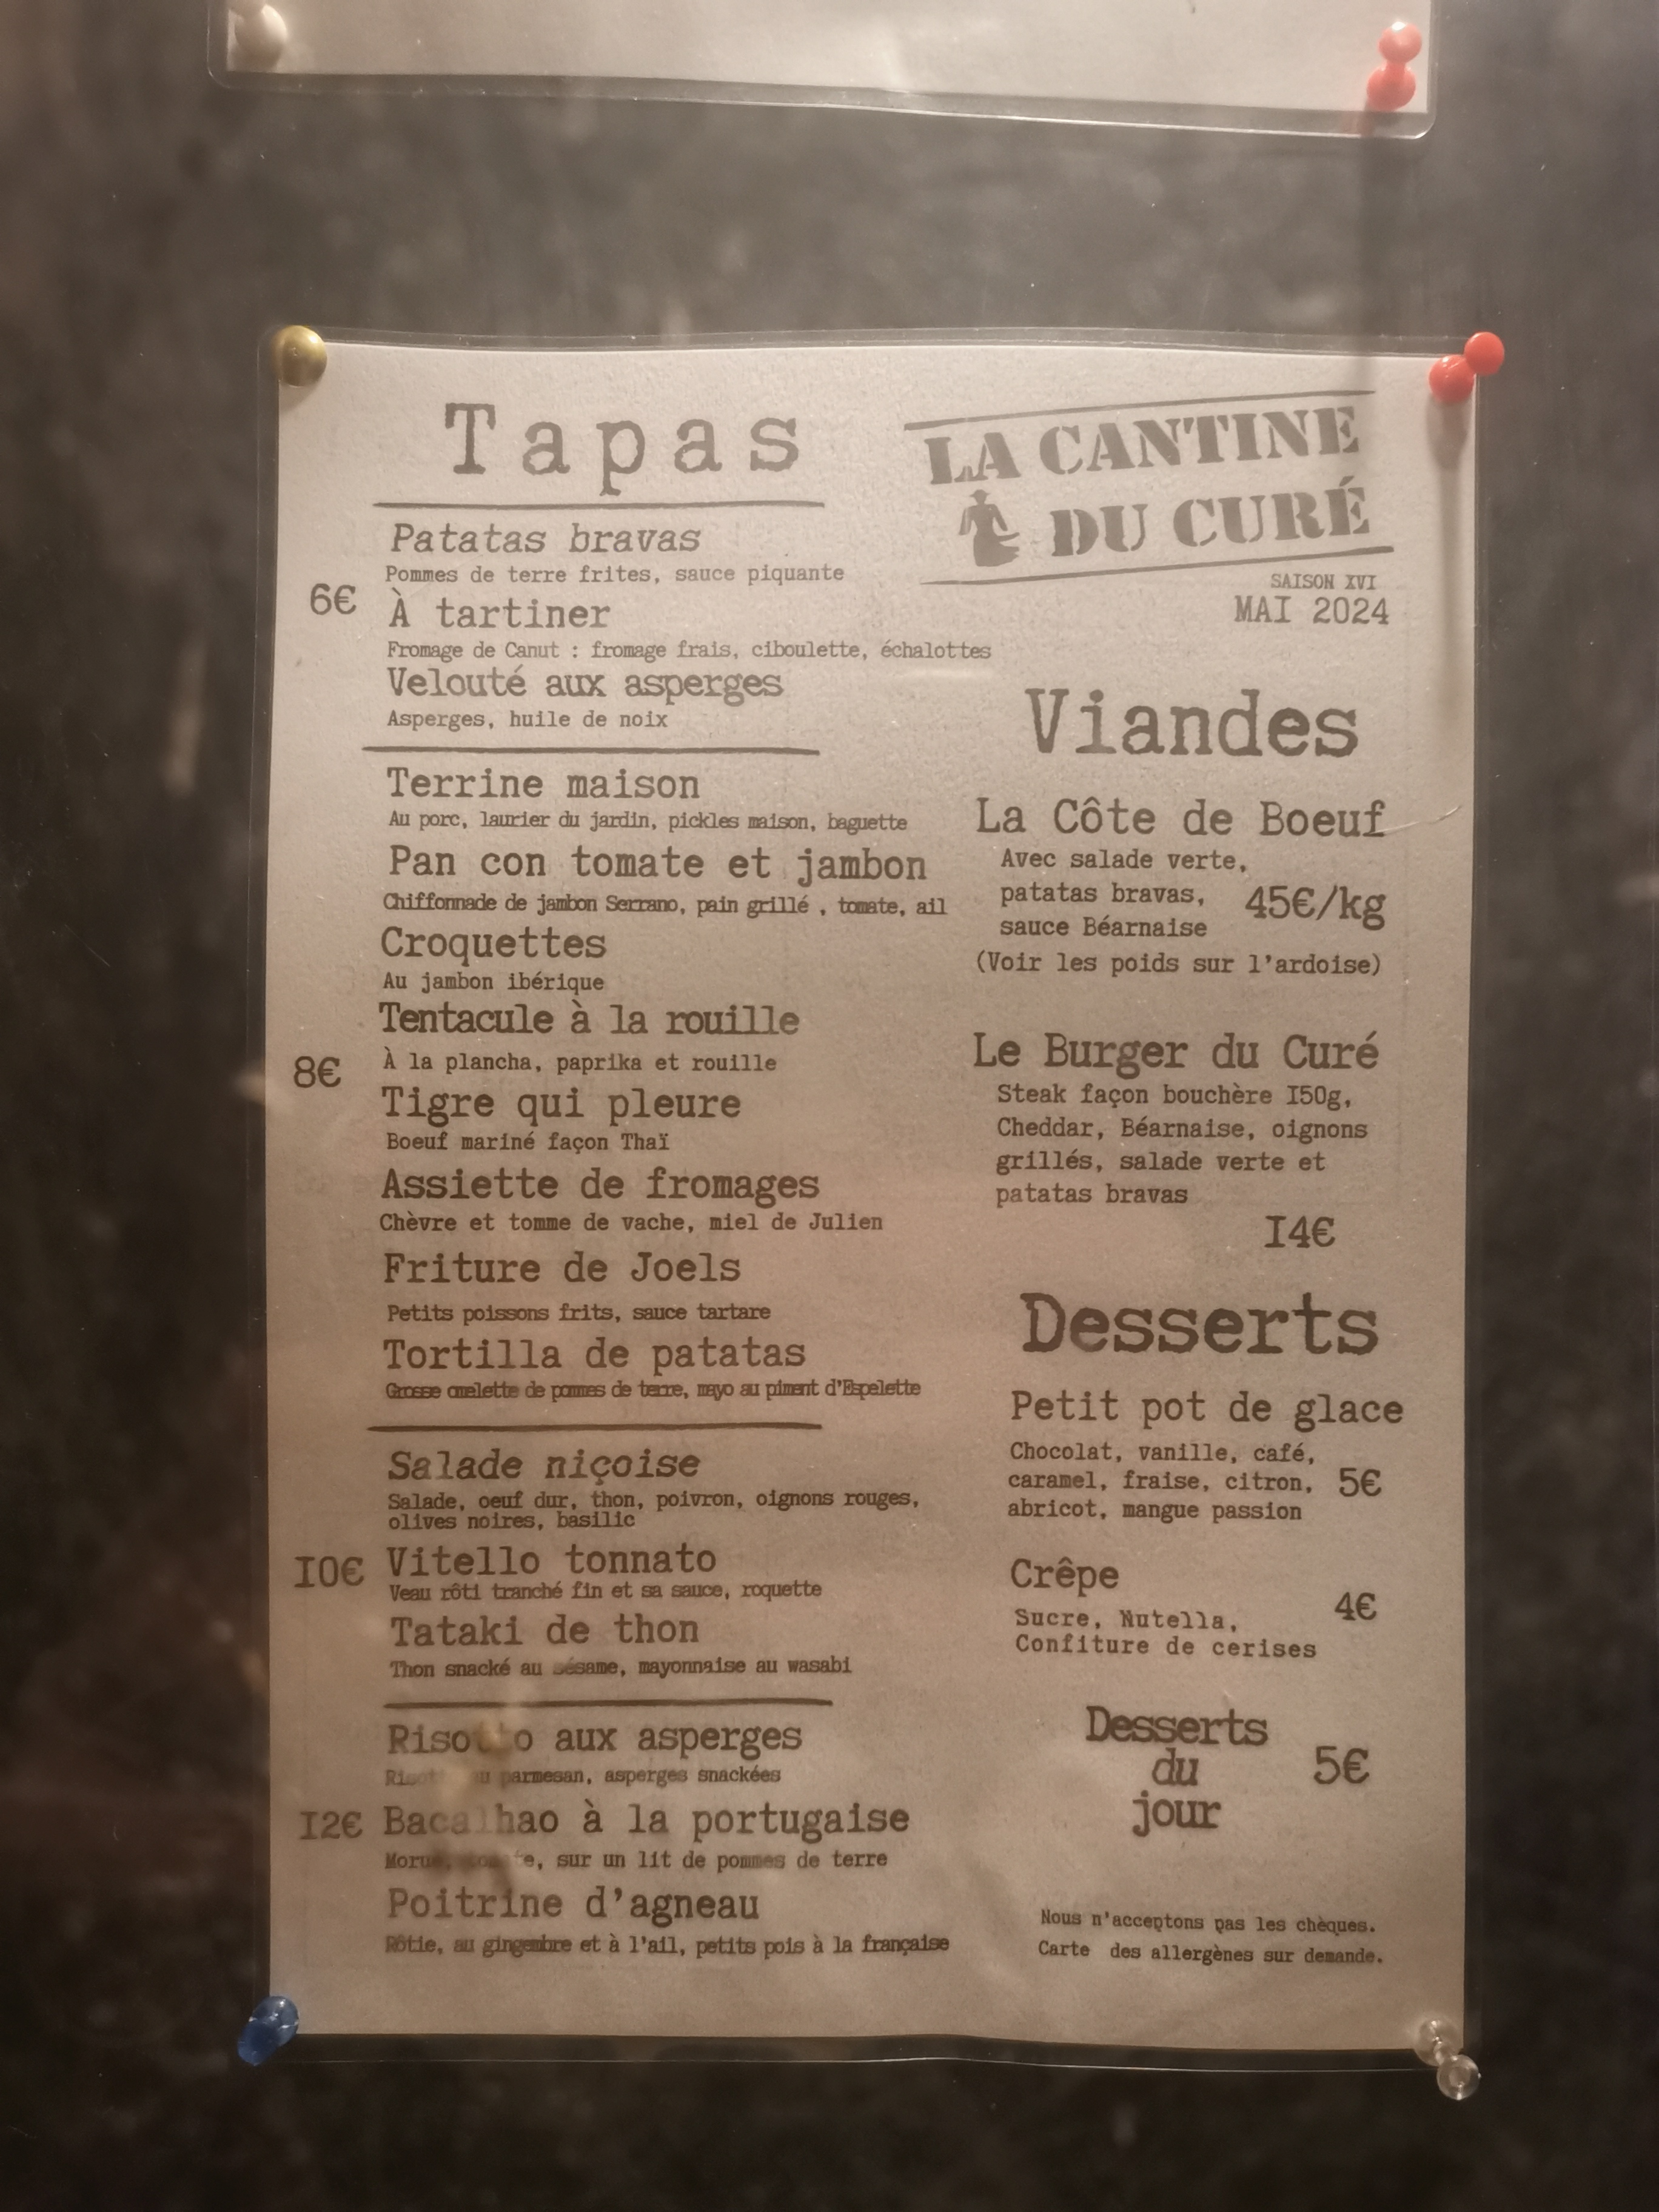 Tapas
Patatas bravas
Pommes de terre frites, sauce piquante
6€
À tartiner
Fromage de Canut : fromage frais, ciboulette, échalottes
Velouté aux asperges
Asperges, huile de noix
Terrine maison
Au porc, laurier du jardin, pickles maison, baguette
Pan con tomate et jambon
Chiffonnade de jambon Serrano, pain grillé , tomate, ail
Croquettes
Au jambon ibérique
Tentacule à la rouille
8€
À la plancha, paprika et rouille
Tigre qui pleure
Boeuf mariné façon Thaï
Assiette de fromages
Chèvre et tomme de vache, miel de Julien
Friture de Joels
Petits poissons frits, sauce tartare
Tortilla de patatas
Grosse omelette de pommes de terre, mayo au piment d'Espelette
Salade niçoise
Salade, oeuf dur, thon, poivron, oignons rouges,
olives noires, basilic
10€
Vitello tonnato
Veau rôti tranché fin et sa sauce, roquette
Tataki de thon
Thon snacké au sésame, mayonnaise au wasabi
Risotto aux asperges
Risotto au parmesan, asperges snackées
12€
Bacalhao à la portugaise
Morue, tomate, sur un lit de pommes de terre
Poitrine d'agneau
Rôtie, au gingembre et à l'ail, petits pois à la française
LA CANTINE
DU CURÉ
SAISON XVI
MAI 2024
Viandes
La Côte de Boeuf
Avec salade verte,
patatas bravas,
45€/kg
sauce Béarnaise
(Voir les poids sur l'ardoise)
Le Burger du Curé
Steak façon bouchère 150g,
Cheddar, Béarnaise, oignons
grillés, salade verte et
patatas bravas
14€
Desserts
Petit pot de glace
Chocolat, vanille, café,
caramel, fraise, citron,
5€
abricot, mangue passion
Crêpe
4€
Sucre, Nutella,
Confiture de cerises
Desserts
du
5€
jour
Nous n'acceptons pas les chèques.
Carte des allergènes sur demande.